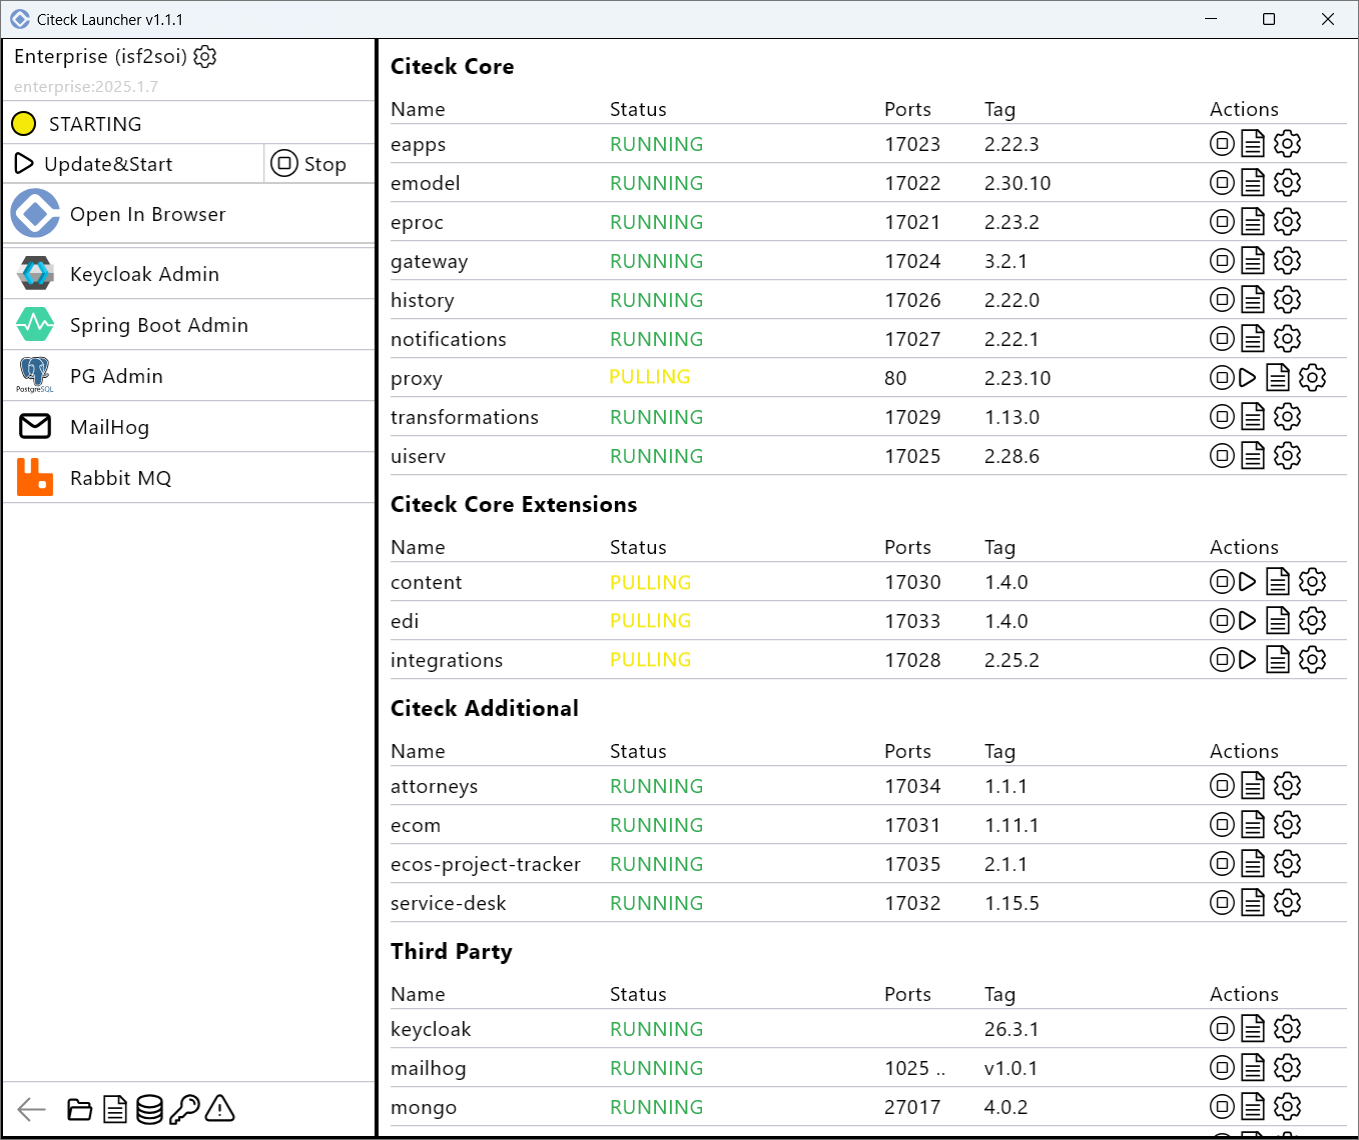 Citeck Launcher v1.1.1
Enterprise (isf2soi)
enterprise:2025.1.7
STARTING
Update&Start Stop
Open In Browser
Keycloak Admin
Spring Boot Admin
PostgreSQL PG Admin
MailHog
Rabbit MQ
Citeck Core
Name Status Ports Tag Actions
eapps RUNNING 17023 2.22.3
emodel RUNNING 17022 2.30.10
eproc RUNNING 17021 2.23.2
gateway RUNNING 17024 3.2.1
history RUNNING 17026 2.22.0
notifications RUNNING 17027 2.22.1
proxy PULLING 80 2.23.10
transformations RUNNING 17029 1.13.0
uiserv RUNNING 17025 2.28.6
Citeck Core Extensions
Name Status Ports Tag Actions
content PULLING 17030 1.4.0
edi PULLING 17033 1.4.0
integrations PULLING 17028 2.25.2
Citeck Additional
Name Status Ports Tag Actions
attorneys RUNNING 17034 1.1.1
ecom RUNNING 17031 1.11.1
ecos-project-tracker RUNNING 17035 2.1.1
service-desk RUNNING 17032 1.15.5
Third Party
Name Status Ports Tag Actions
keycloak RUNNING 26.3.1
mailhog RUNNING 1025 .. v1.0.1
mongo RUNNING 27017 4.0.2